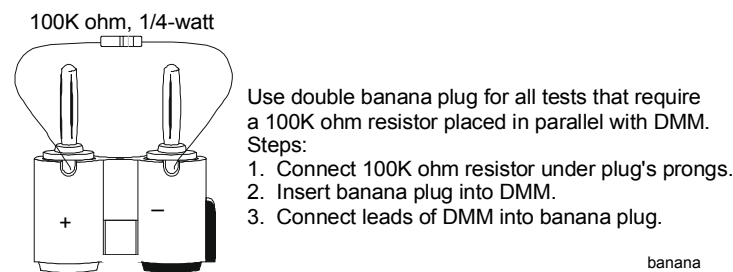 100K ohm, 1/4-watt
Use double banana plug for all tests that require
a 100K ohm resistor placed in parallel with DMM.
Steps:
1. Connect 100K ohm resistor under plug's prongs.
2. Insert banana plug into DMM.
3. Connect leads of DMM into banana plug.
+
–
banana